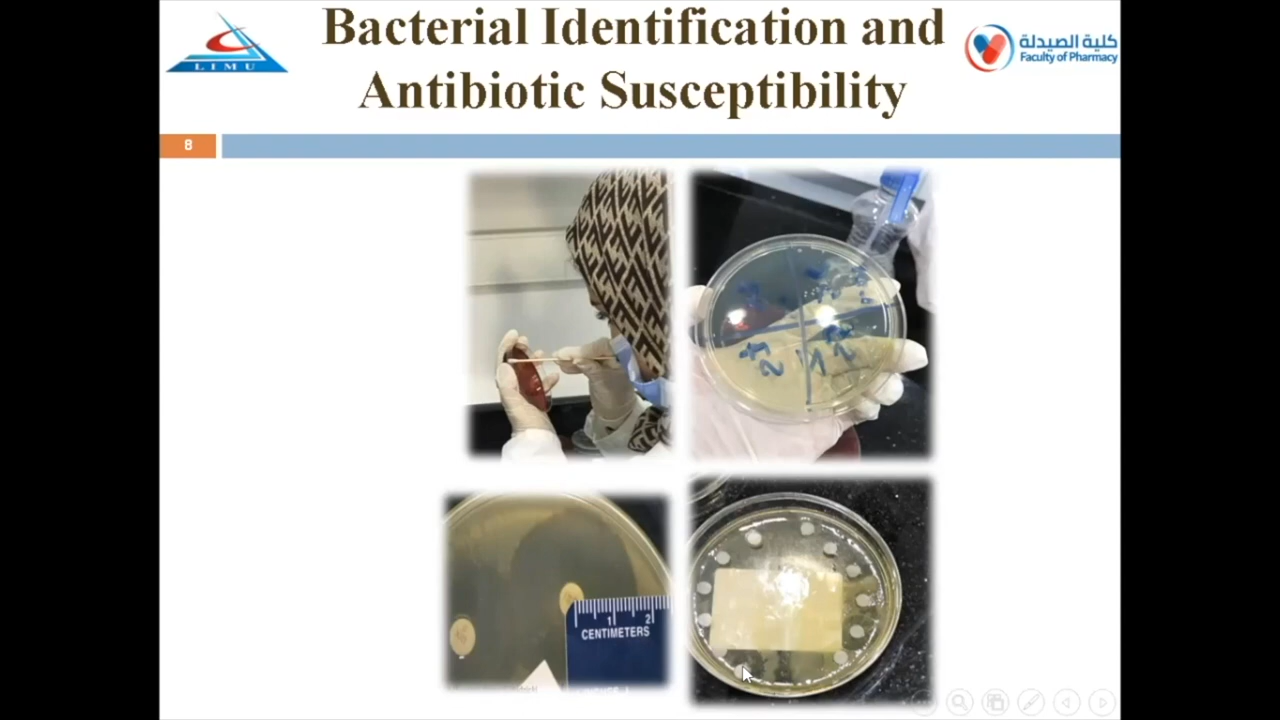 Bacterial Identification and
Antibiotic Susceptibility
LIMU
كلية الصيدلة
Faculty of Pharmacy
8
1 2
CENTIMETERS